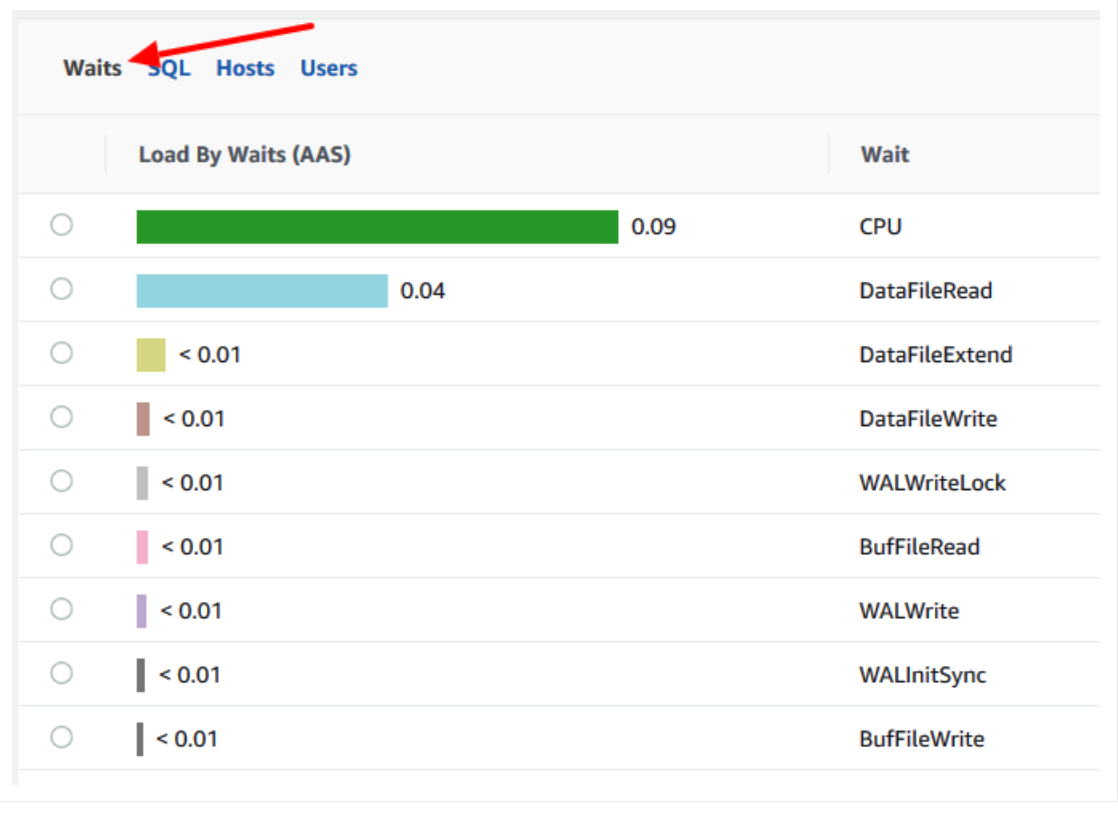 Waits SQL Hosts Users
Load By Waits (AAS) Wait
0.09 CPU
0.04 DataFileRead
< 0.01 DataFileExtend
< 0.01 DataFileWrite
< 0.01 WALWriteLock
< 0.01 BufFileRead
< 0.01 WALWrite
< 0.01 WALInitSync
< 0.01 BufFileWrite